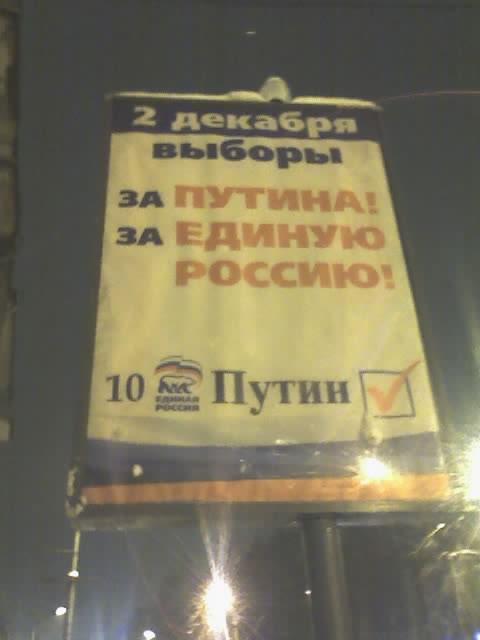 2 декабря
выборы
ЗА ПУТИНА!
ЗА ЕДИНУЮ
РОССИЮ!
10 ЕДИНАЯ РОССИЯ Путин